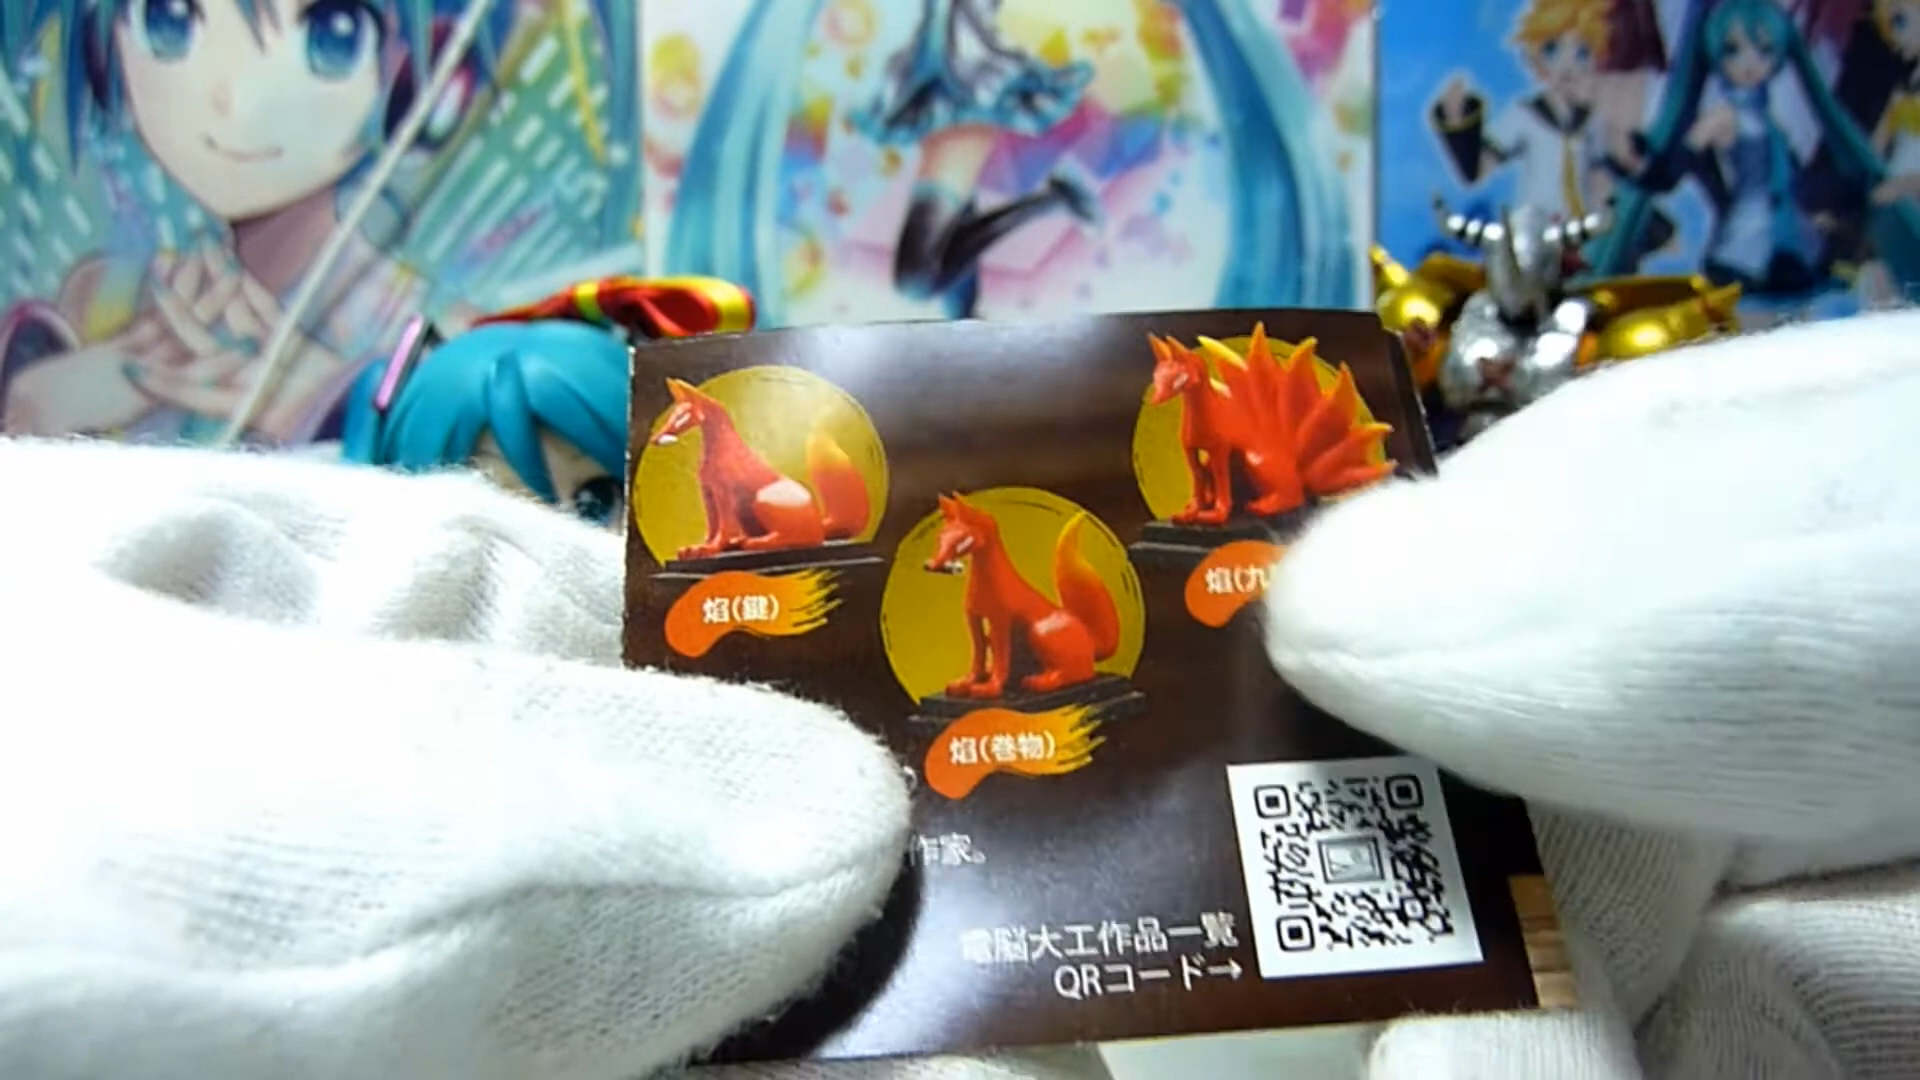 焰(鍵)
焰(九
焰(巻物)
作家。
電脳大工作品一覧
QRコード→